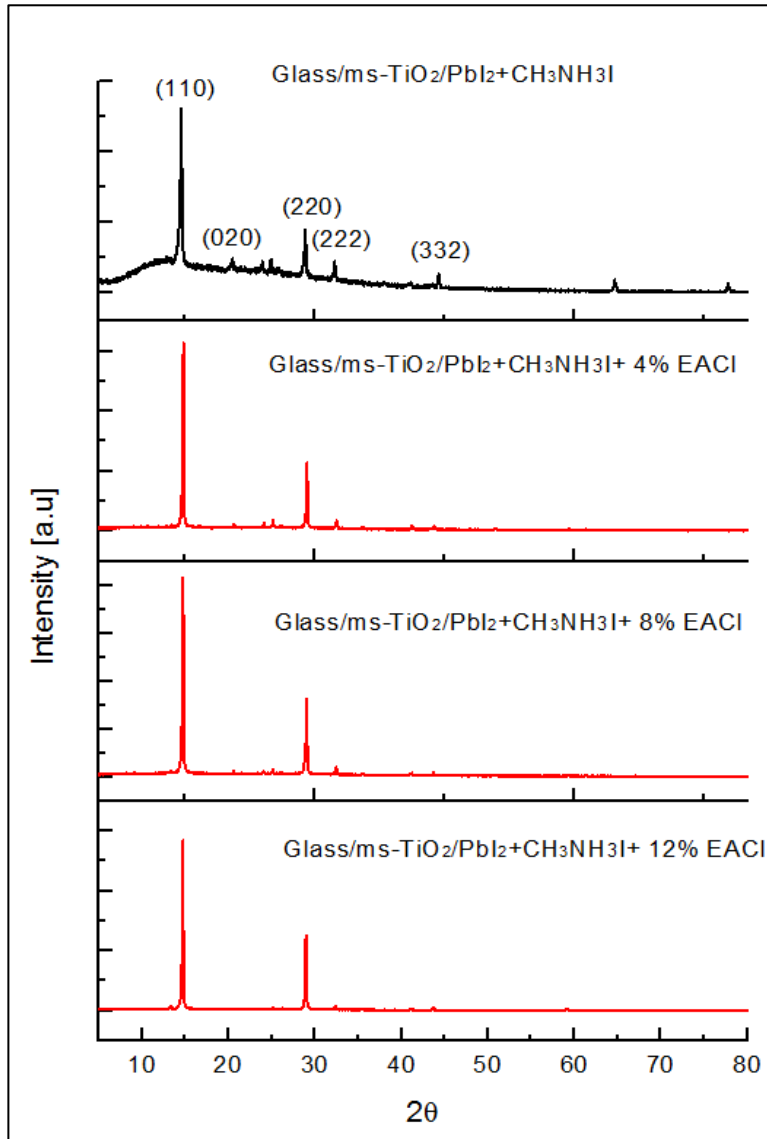 Glass/ms-TiO₂/PbI₂+CH₃NH₃I
(110)
(020)
(220)
(222)
(332)
Glass/ms-TiO₂/PbI₂+CH₃NH₃I+ 4% EACl
Glass/ms-TiO₂/PbI₂+CH₃NH₃I+ 8% EACl
Glass/ms-TiO₂/PbI₂+CH₃NH₃I+ 12% EACl
Intensity [a.u]
10 20 30 40 50 60 70 80
2θ